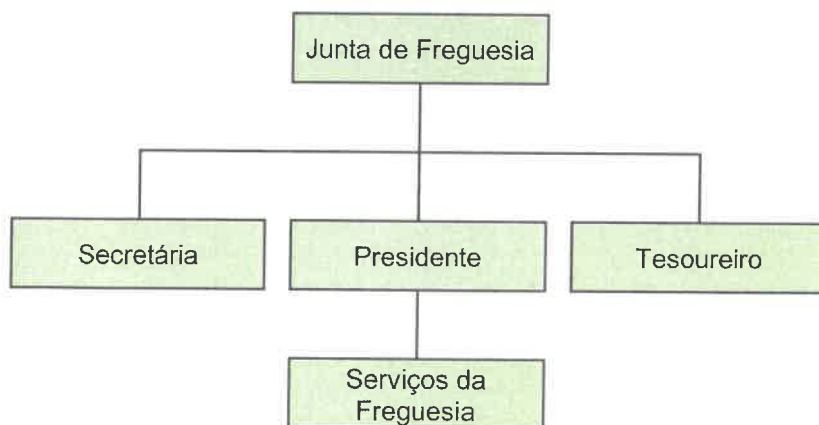 Junta de Freguesia
Secretária
Presidente
Tesoureiro
Serviços da
Freguesia